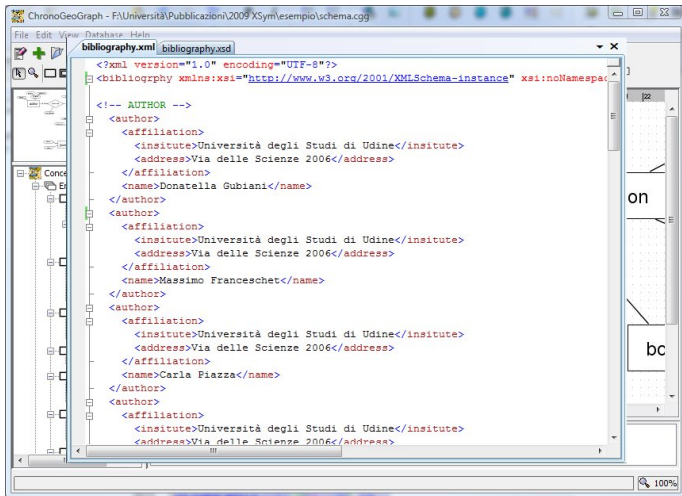 ChronoGeoGraph - F:\Università\Pubblicazioni\2009 XSym\esempio\schema.cgg
File Edit View Database Help
bibliography.xml bibliography.xsd
<?xml version="1.0" encoding="UTF-8"?>
<bibliogrphy xmlns:xsi="http://www.w3.org/2001/XMLSchema-instance" xsi:noNamespac
<!-- AUTHOR -->
<author>
<affiliation>
<insitute>Università degli Studi di Udine</insitute>
<address>Via delle Scienze 2006</address>
</affiliation>
<name>Donatella Gubiani</name>
</author>
<author>
<affiliation>
<insitute>Università degli Studi di Udine</insitute>
<address>Via delle Scienze 2006</address>
</affiliation>
<name>Massimo Franceschet</name>
</author>
<author>
<affiliation>
<insitute>Università degli Studi di Udine</insitute>
<address>Via delle Scienze 2006</address>
</affiliation>
<name>Carla Piazza</name>
</author>
<author>
<affiliation>
<insitute>Università degli Studi di Udine</insitute>
<address>Via delle Scienze 2006</address>
22
Conce
on
bo
100%